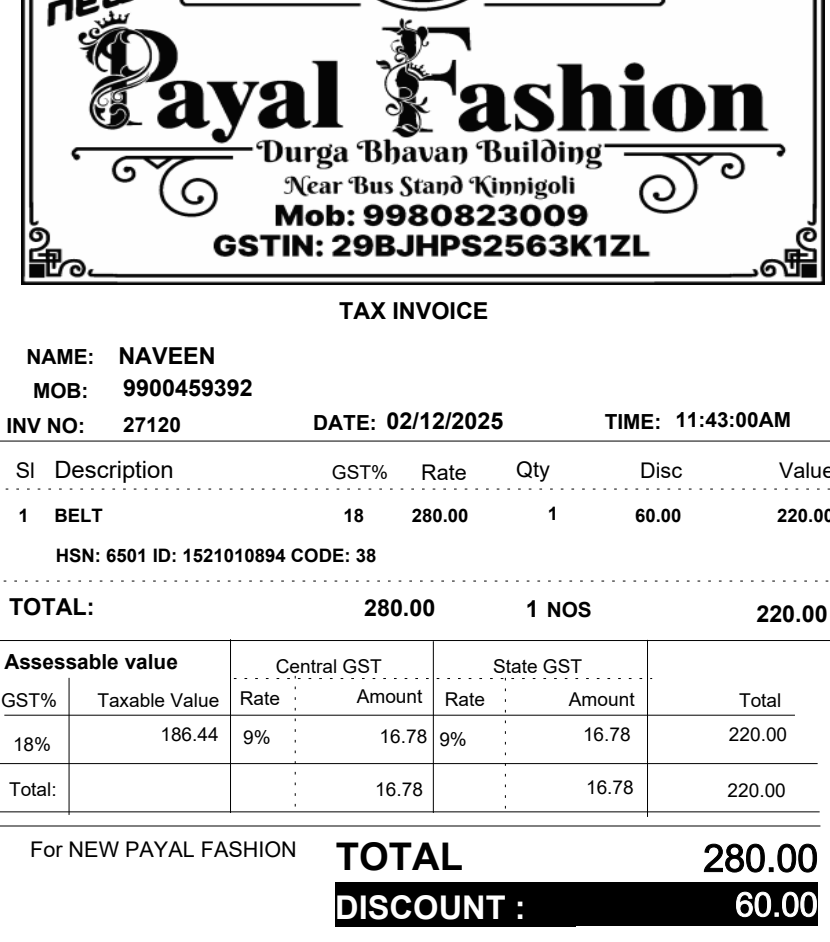 new
Payal Fashion
Durga Bhavan Building
Near Bus Stand Kinnigoli
Mob: 9980823009
GSTIN: 29BJHPS2563K1ZL
TAX INVOICE
NAME: NAVEEN
MOB: 9900459392
INV NO: 27120 DATE: 02/12/2025 TIME: 11:43:00AM
Sl Description GST% Rate Qty Disc Value
1 BELT 18 280.00 1 60.00 220.00
HSN: 6501 ID: 1521010894 CODE: 38
TOTAL: 280.00 1 NOS 220.00
Assessable value Central GST State GST
GST% Taxable Value Rate Amount Rate Amount Total
18% 186.44 9% 16.78 9% 16.78 220.00
Total: 16.78 16.78 220.00
For NEW PAYAL FASHION TOTAL 280.00
DISCOUNT : 60.00